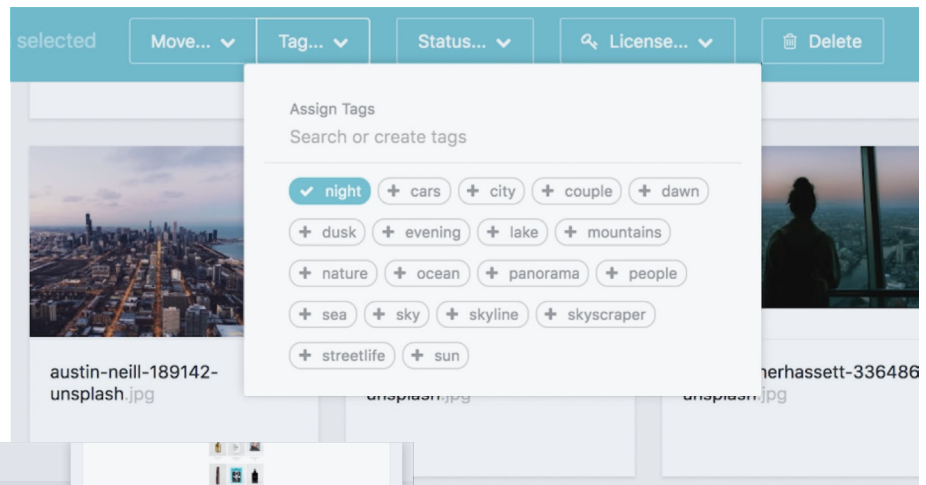 selected Move... Tag... Status... License... Delete
Assign Tags
Search or create tags
night cars city couple dawn
dusk evening lake mountains
nature ocean panorama people
sea sky skyline skyscraper
streetlife sun
austin-neill-189142-
unsplash.jpg
herhassett-336486
unsplash.jpg
unsplash.jpg